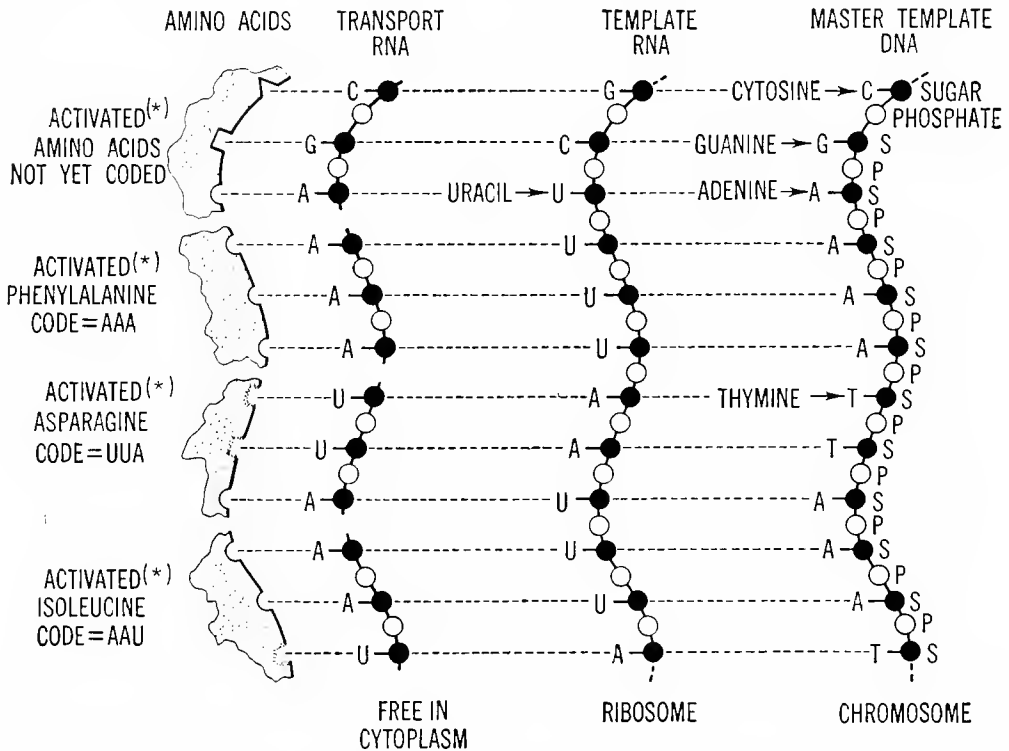 AMINO ACIDS
TRANSPORT
RNA
TEMPLATE
RNA
MASTER TEMPLATE
DNA
ACTIVATED(*)
AMINO ACIDS
NOT YET CODED
C G CYTOSINE → C SUGAR
PHOSPHATE
G C GUANINE → G S
P
A URACIL → U ADENINE → A S
P
ACTIVATED(*)
PHENYLALANINE
CODE=AAA
A U A S
P
A U A S
P
A U A S
P
ACTIVATED(*)
ASPARAGINE
CODE=UUA
U A THYMINE → T S
P
U A T S
P
A U A S
P
ACTIVATED(*)
ISOLEUCINE
CODE=AAU
A U A S
P
A U A S
P
U A T S
FREE IN
CYTOPLASM
RIBOSOME
CHROMOSOME